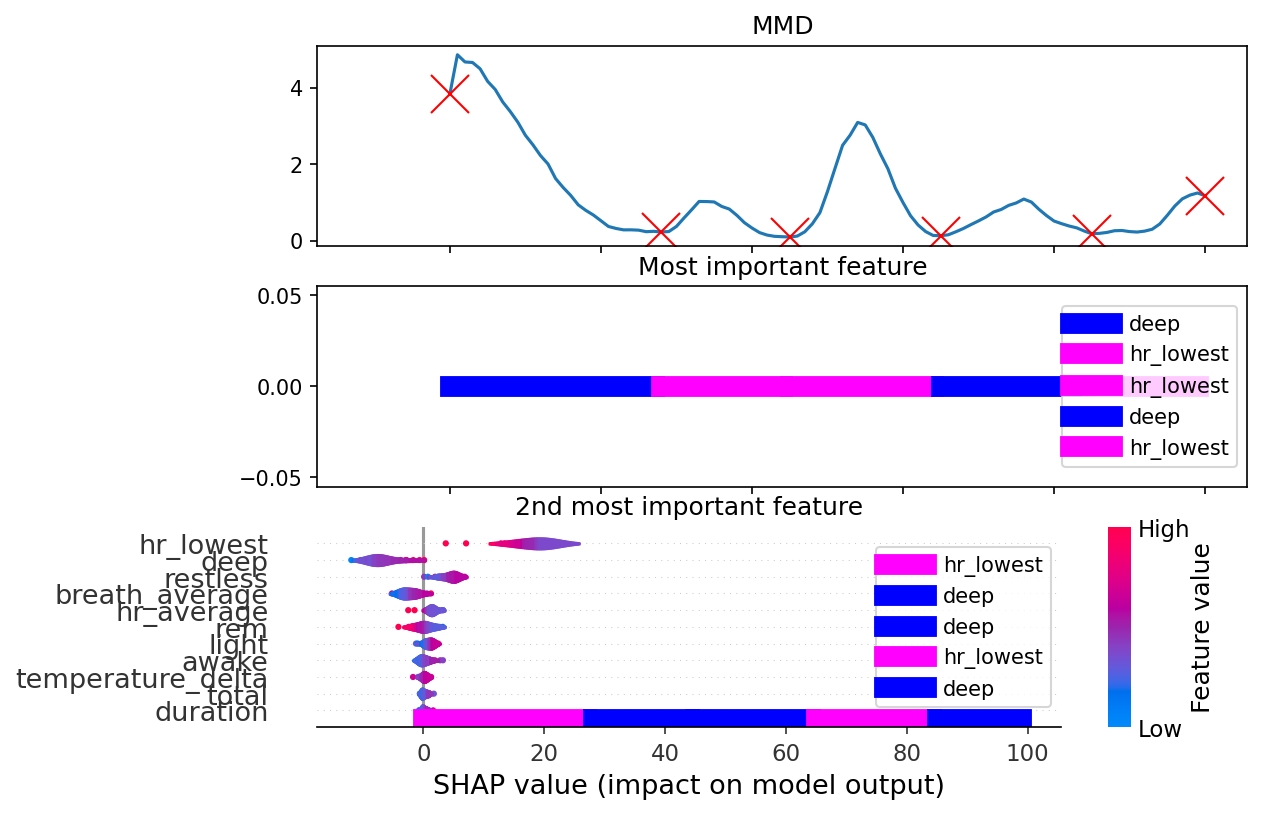 MMD
4
2
0
Most important feature
0.05
0.00
−0.05
deep
hr_lowest
hr_lowest
deep
hr_lowest
2nd most important feature
hr_lowest
deep
restless
breath_average
hr_average
rem
light
awake
temperature_delta
total
duration
hr_lowest
deep
deep
hr_lowest
deep
High
Feature value
Low
0 20 40 60 80 100
SHAP value (impact on model output)